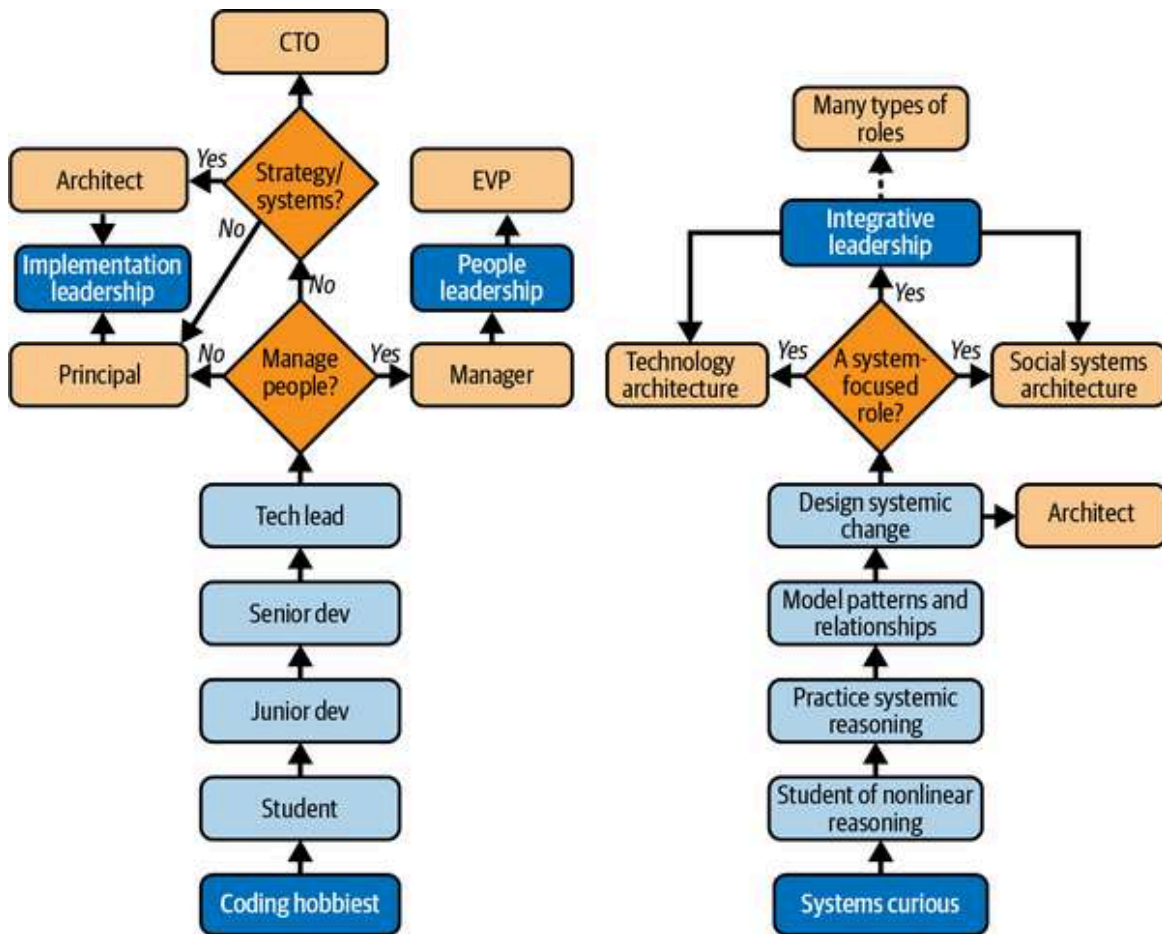 CTO
Yes
Architect
Strategy/
systems?
EVP
No
Implementation
leadership
People
leadership
No
Principal
No
Manage
people?
Yes
Manager
Tech lead
Senior dev
Junior dev
Student
Coding hobbiest
Many types of
roles
Integrative
leadership
Yes
Technology
architecture
Yes
A system-
focused
role?
Yes
Social systems
architecture
Design systemic
change
Architect
Model patterns and
relationships
Practice systemic
reasoning
Student of nonlinear
reasoning
Systems curious